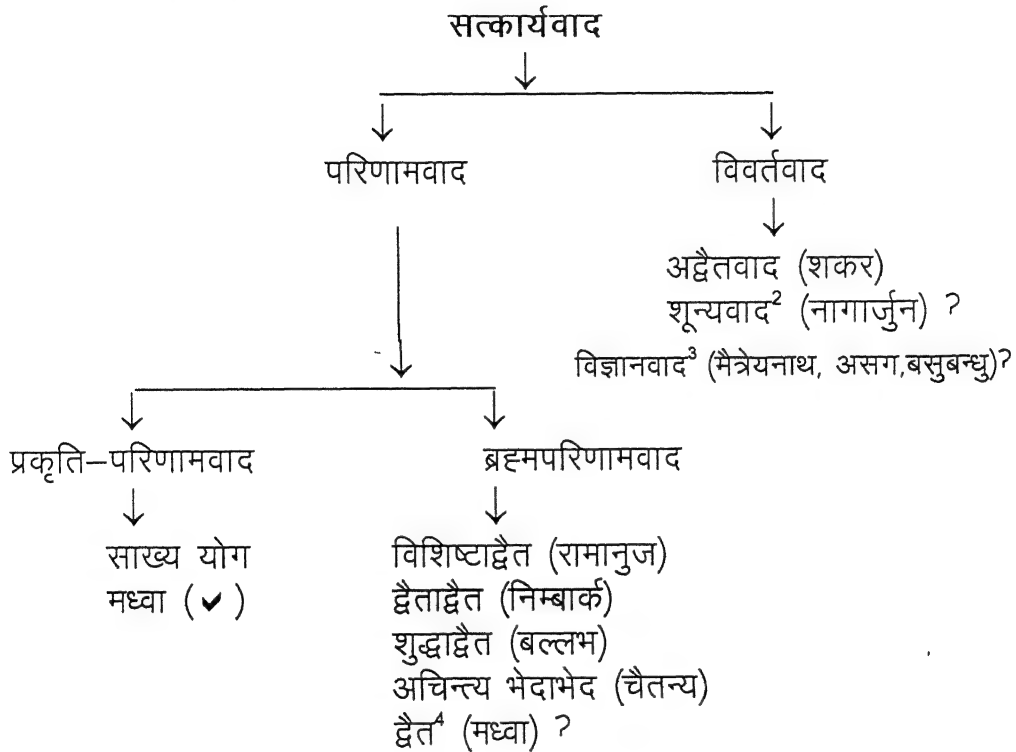 सत्कार्यवाद
परिणामवाद
विवर्तवाद
अद्वैतवाद (शकर)
शून्यवाद² (नागार्जुन) ?
विज्ञानवाद³ (मैत्रेयनाथ, असग,बसुबन्धु)?
प्रकृति–परिणामवाद
ब्रह्मपरिणामवाद
साख्य योग
मध्वा (✔)
विशिष्टाद्वैत (रामानुज)
द्वैताद्वैत (निम्बार्क)
शुद्धाद्वैत (बल्लभ)
अचिन्त्य भेदाभेद (चैतन्य)
द्वैत⁴ (मध्वा) ?